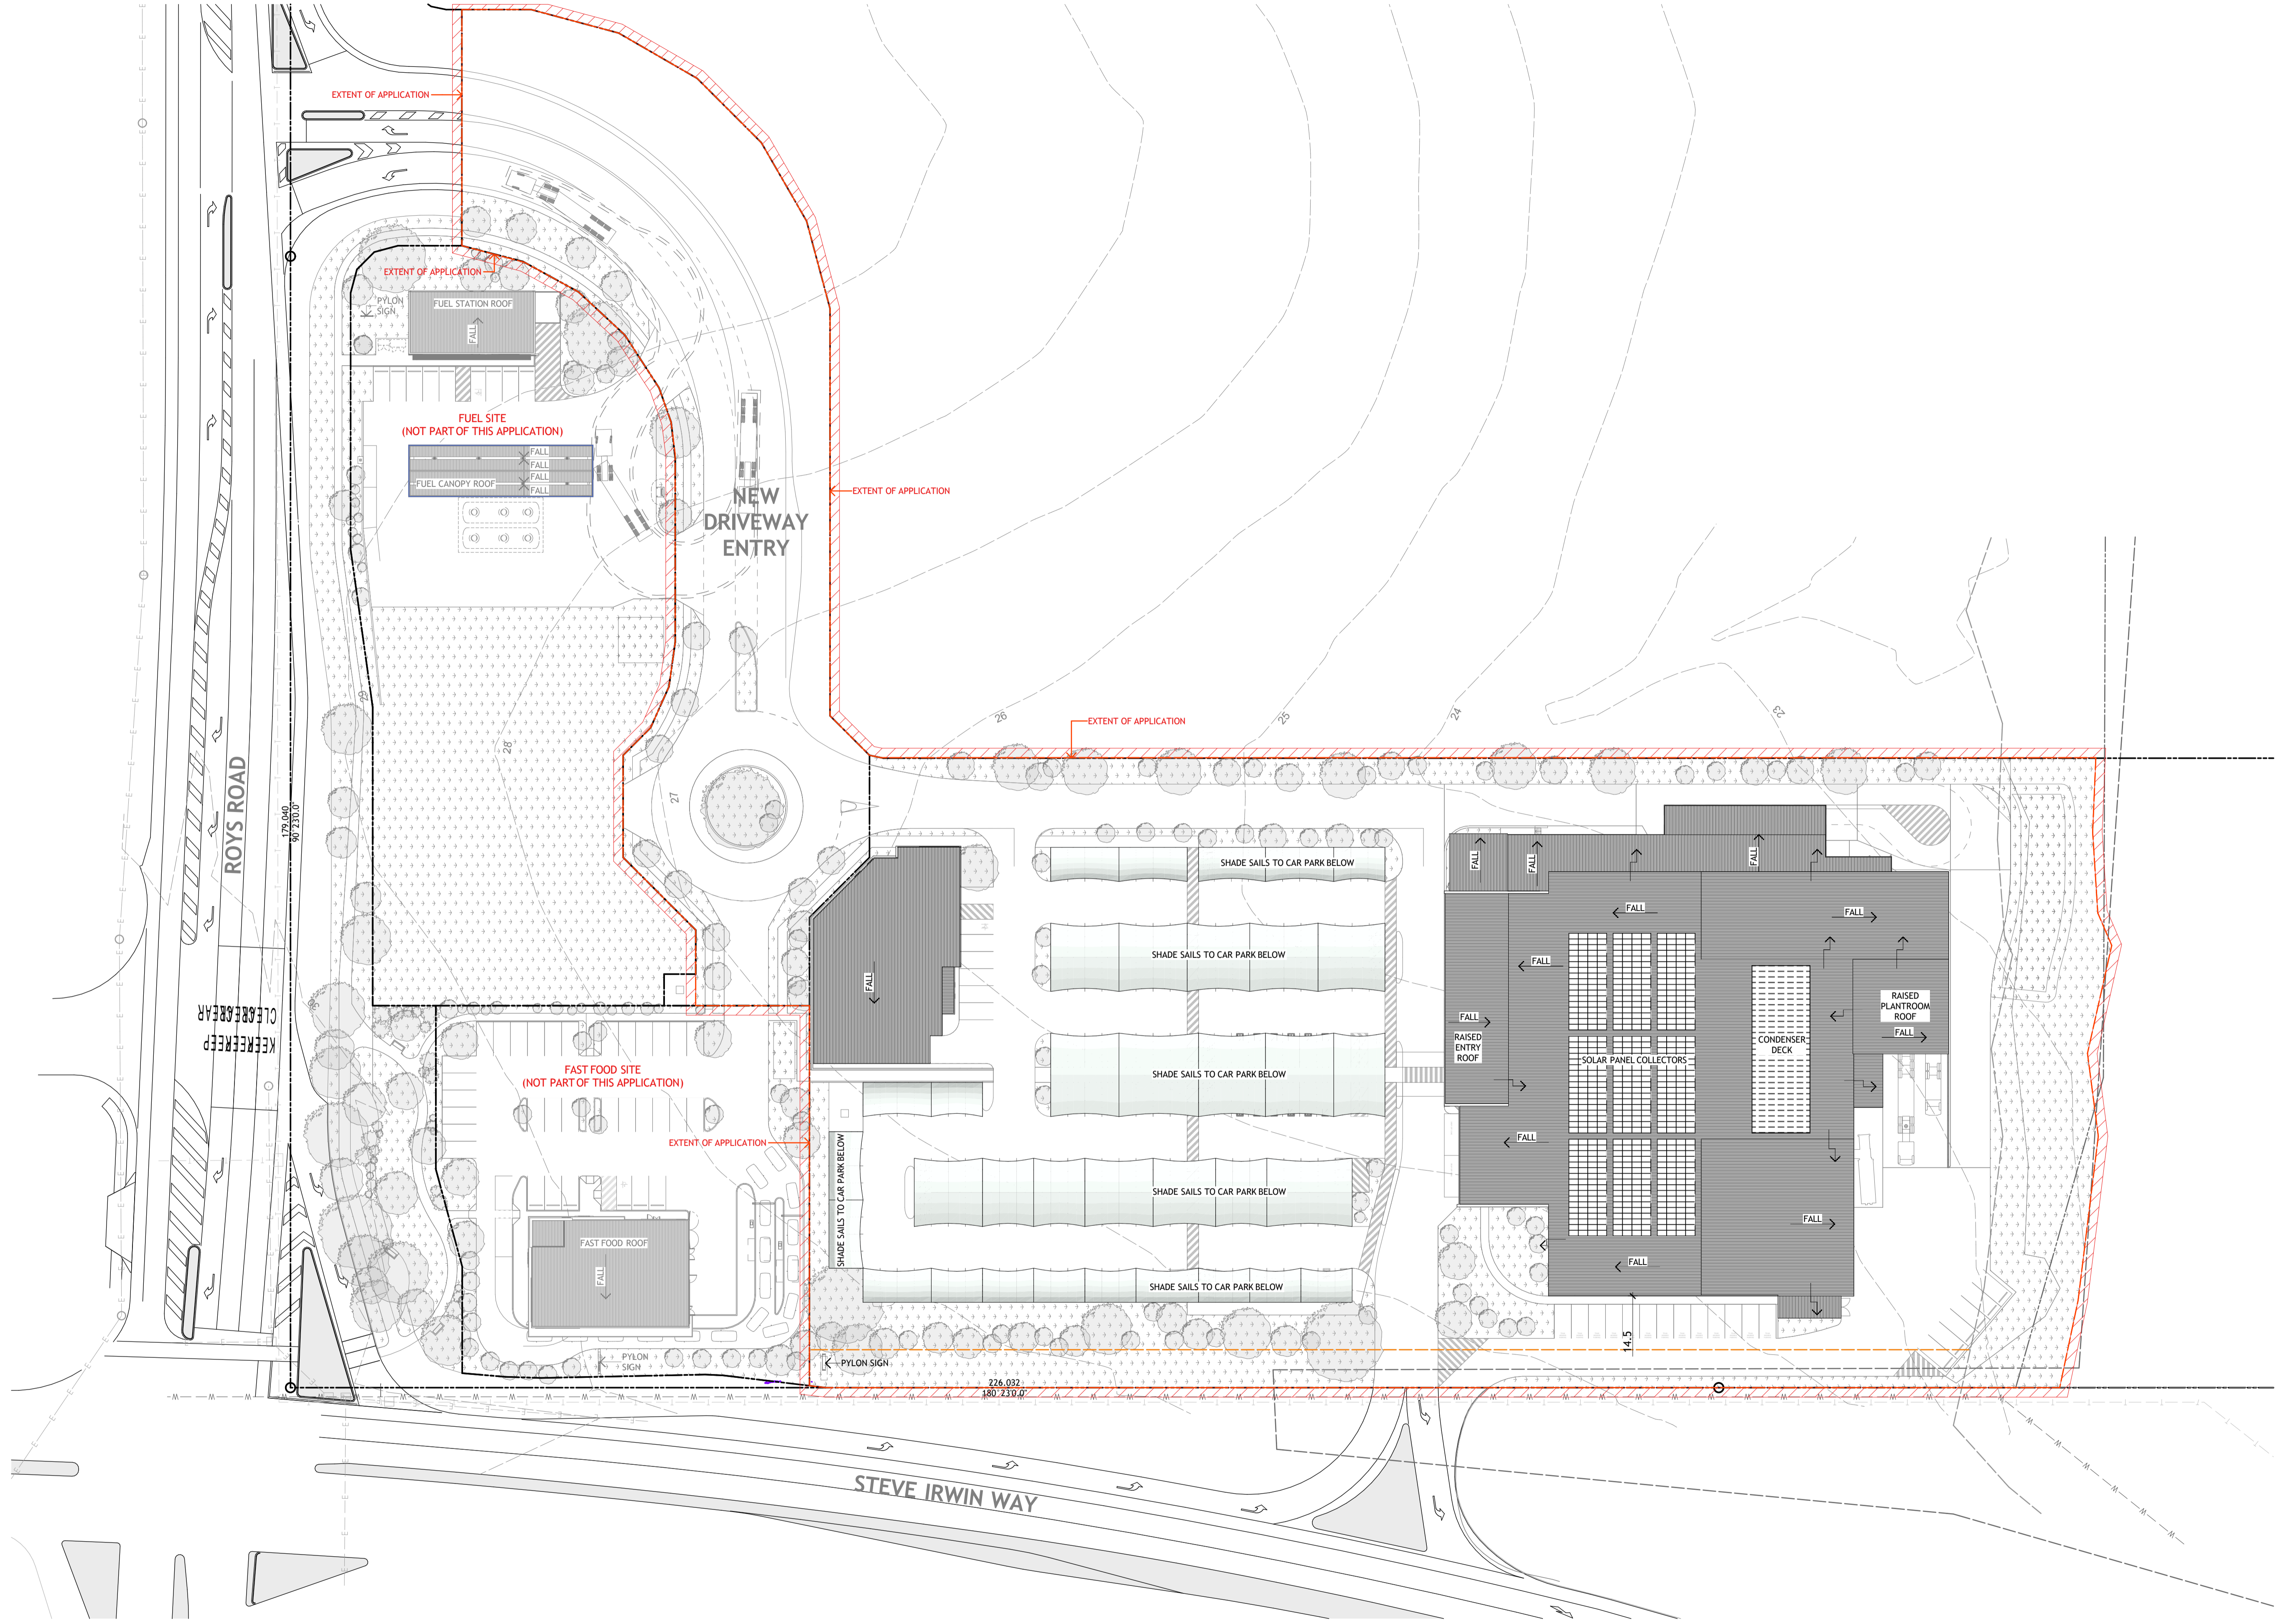 EXTENT OF APPLICATION
EXTENT OF APPLICATION
PYLON
SIGN
FUEL STATION ROOF
FALL
FUEL SITE
(NOT PART OF THIS APPLICATION)
FALL
FALL
FALL
FALL
FUEL CANOPY ROOF
NEW
DRIVEWAY
ENTRY
EXTENT OF APPLICATION
EXTENT OF APPLICATION
29
28
27
26
25
24
23
ROYS ROAD
179.040
90°23'0.0"
KEEP
CLEAR
FALL
SHADE SAILS TO CAR PARK BELOW
SHADE SAILS TO CAR PARK BELOW
SHADE SAILS TO CAR PARK BELOW
SHADE SAILS TO CAR PARK BELOW
SHADE SAILS TO CAR PARK BELOW
SHADE SAILS TO CAR PARK BELOW
FALL
FALL
FALL
FALL
FALL
FALL
FALL
RAISED
ENTRY
ROOF
SOLAR PANEL COLLECTORS
CONDENSER
DECK
RAISED
PLANTROOM
ROOF
FALL
FALL
FALL
FALL
14.5
FAST FOOD SITE
(NOT PART OF THIS APPLICATION)
EXTENT OF APPLICATION
FAST FOOD ROOF
FALL
PYLON
SIGN
PYLON SIGN
226.032
180°23'0.0"
STEVE IRWIN WAY